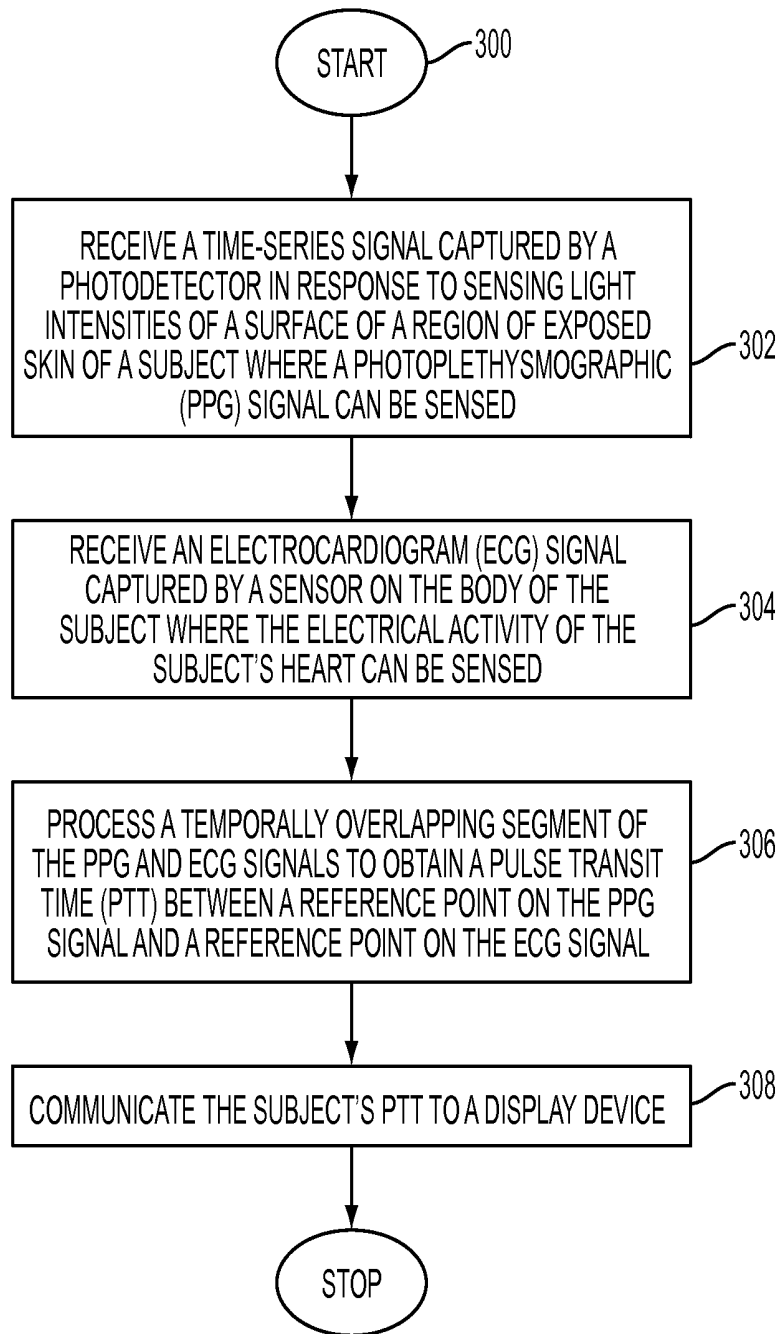 START
300
RECEIVE A TIME-SERIES SIGNAL CAPTURED BY A
PHOTODETECTOR IN RESPONSE TO SENSING LIGHT
INTENSITIES OF A SURFACE OF A REGION OF EXPOSED
SKIN OF A SUBJECT WHERE A PHOTOPLETHYSMOGRAPHIC
(PPG) SIGNAL CAN BE SENSED
302
RECEIVE AN ELECTROCARDIOGRAM (ECG) SIGNAL
CAPTURED BY A SENSOR ON THE BODY OF THE
SUBJECT WHERE THE ELECTRICAL ACTIVITY OF THE
SUBJECT'S HEART CAN BE SENSED
304
PROCESS A TEMPORALLY OVERLAPPING SEGMENT OF
THE PPG AND ECG SIGNALS TO OBTAIN A PULSE TRANSIT
TIME (PTT) BETWEEN A REFERENCE POINT ON THE PPG
SIGNAL AND A REFERENCE POINT ON THE ECG SIGNAL
306
COMMUNICATE THE SUBJECT'S PTT TO A DISPLAY DEVICE
308
STOP